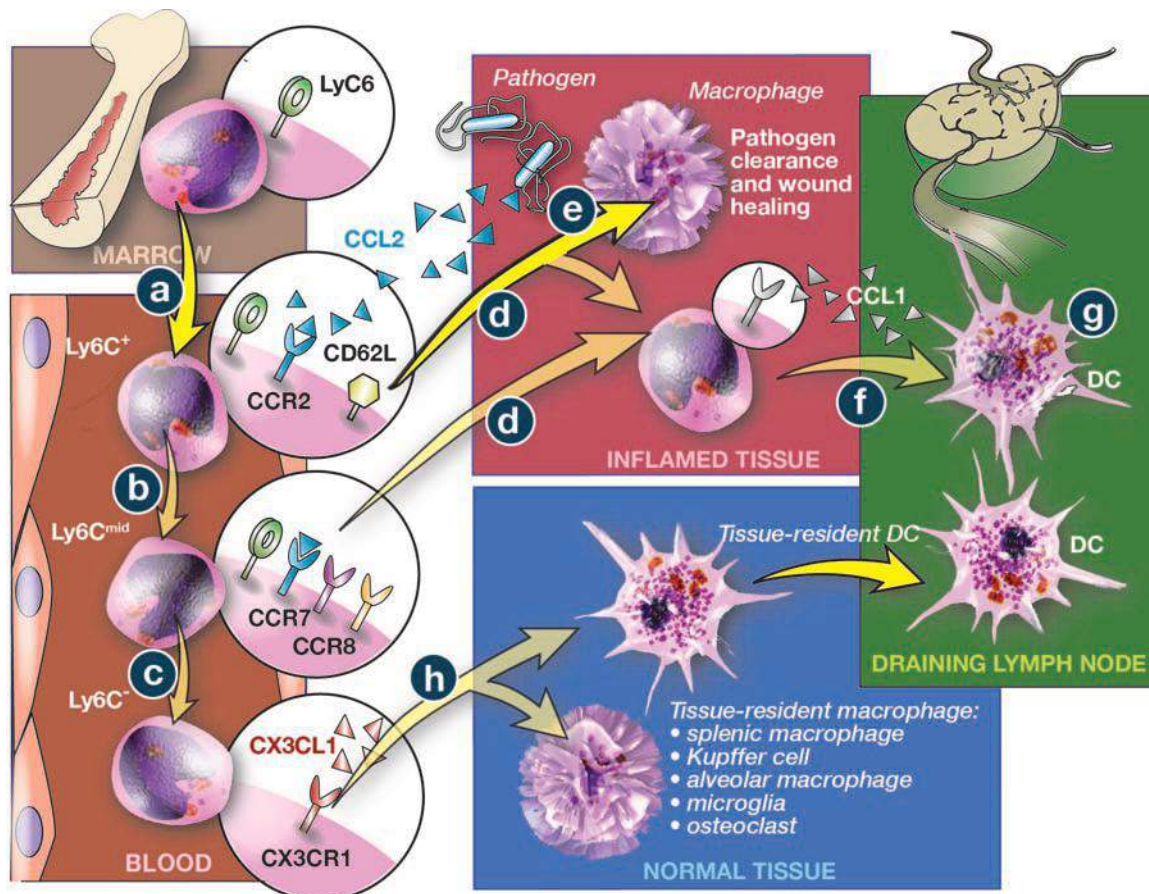 LyC6
MARROW
a
Ly6C⁺
CCL2
CD62L
CCR2
b
Ly6Cᵐⁱᵈ
CCR7
CCR8
c
Ly6C⁻
CX3CL1
CX3CR1
BLOOD
Pathogen
Macrophage
Pathogen
clearance
and wound
healing
e
d
d
CCL1
f
INFLAMED TISSUE
g
DC
Tissue-resident DC
DC
DRAINING LYMPH NODE
h
Tissue-resident macrophage:
• splenic macrophage
• Kupffer cell
• alveolar macrophage
• microglia
• osteoclast
NORMAL TISSUE